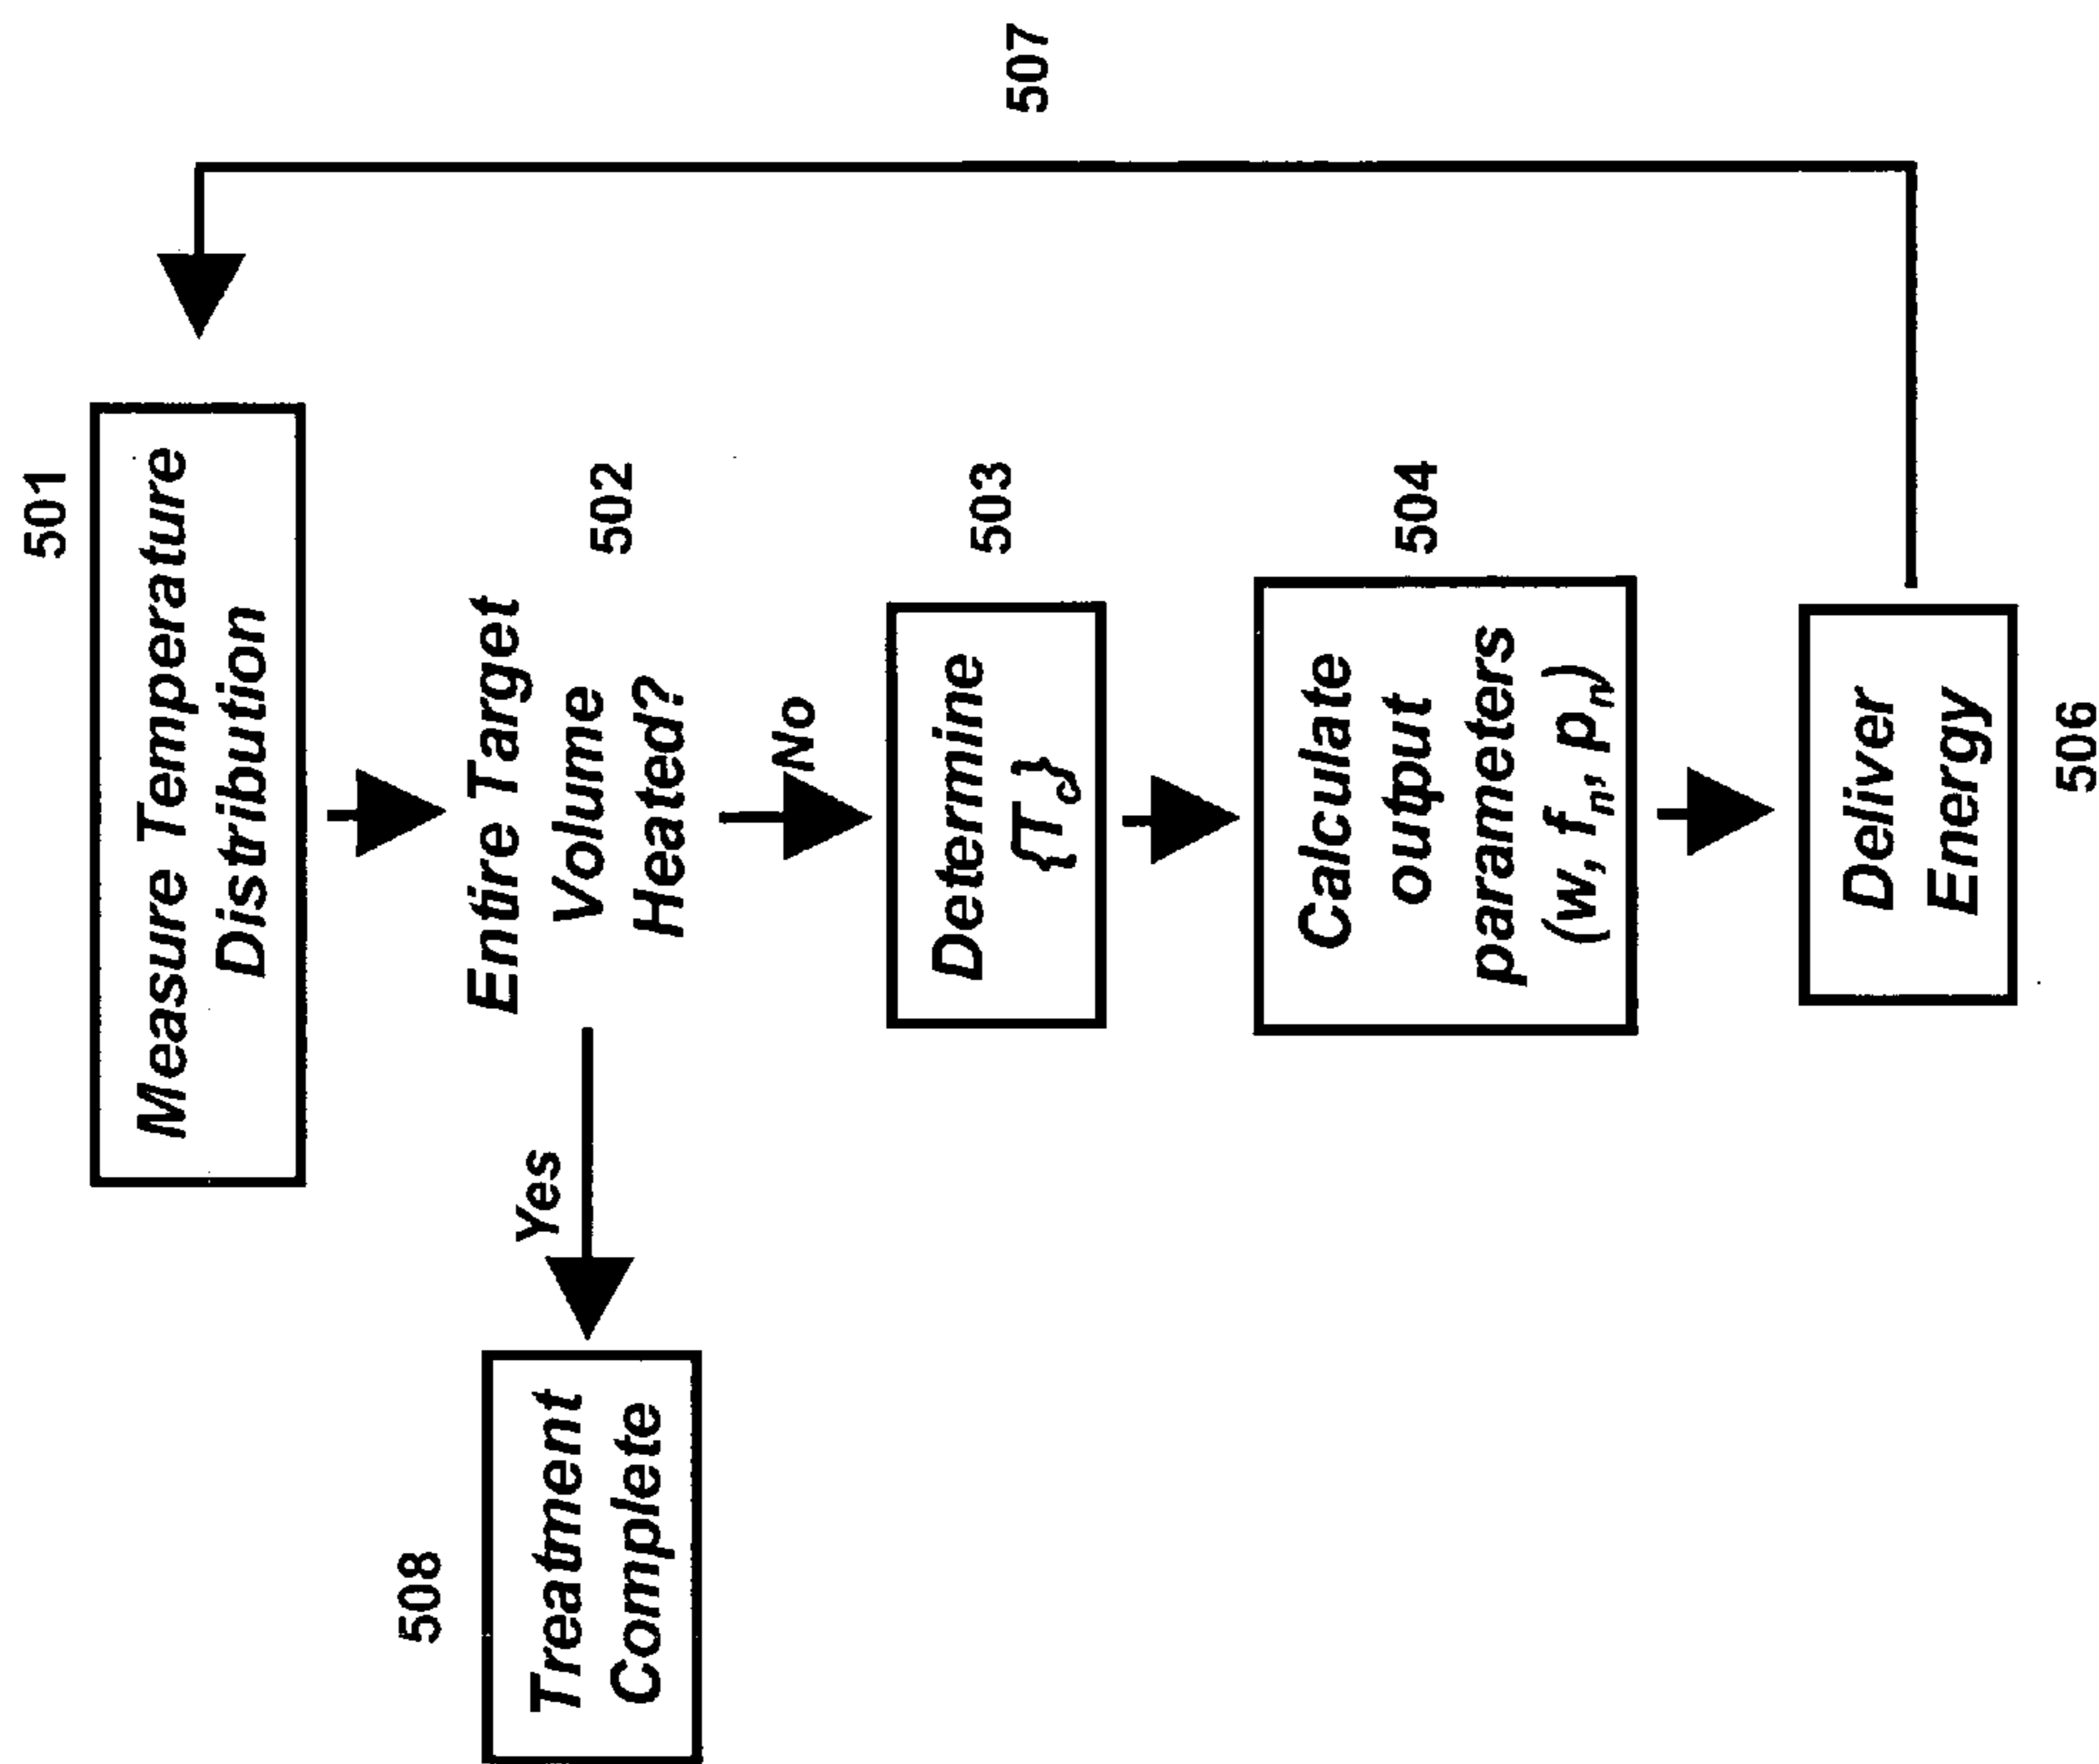 501
Measure Temperature
Distribution
502
Entire Target
Volume
Heated?
Yes
508
Treatment
Complete
No
503
Determine
{T_c}
504
Calculate
output
parameters
(w, f_n, p_n)
506
Deliver
Energy
507